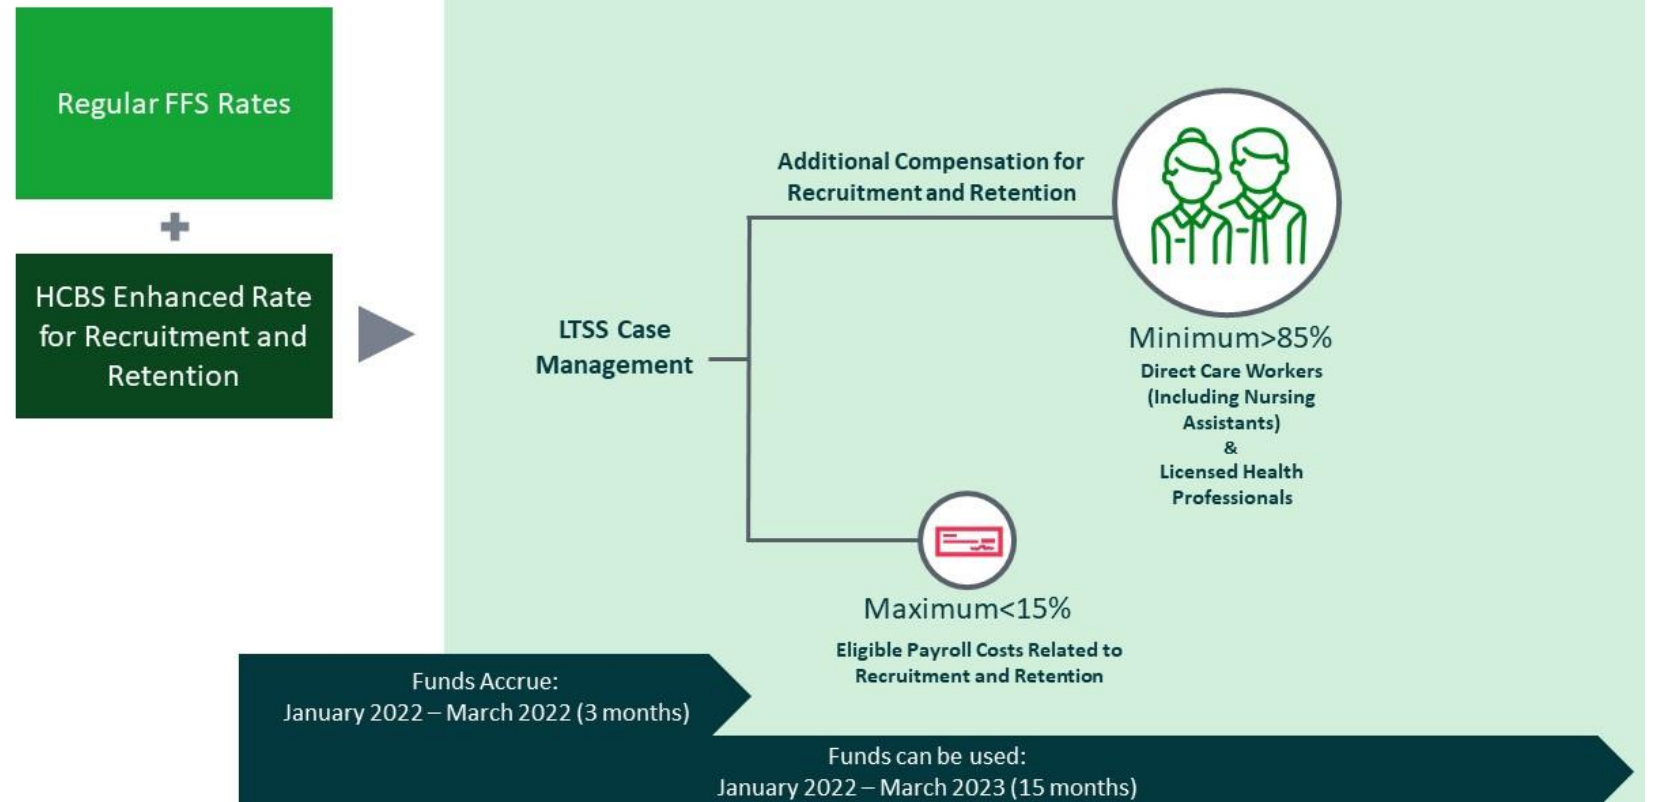 Regular FFS Rates
HCBS Enhanced Rate
for Recruitment and
Retention
LTSS Case
Management
Additional Compensation for
Recruitment and Retention
Minimum>85%
Direct Care Workers
(Including Nursing
Assistants)
&
Licensed Health
Professionals
Maximum<15%
Eligible Payroll Costs Related to
Recruitment and Retention
Funds Accrue:
January 2022 – March 2022 (3 months)
Funds can be used:
January 2022 – March 2023 (15 months)